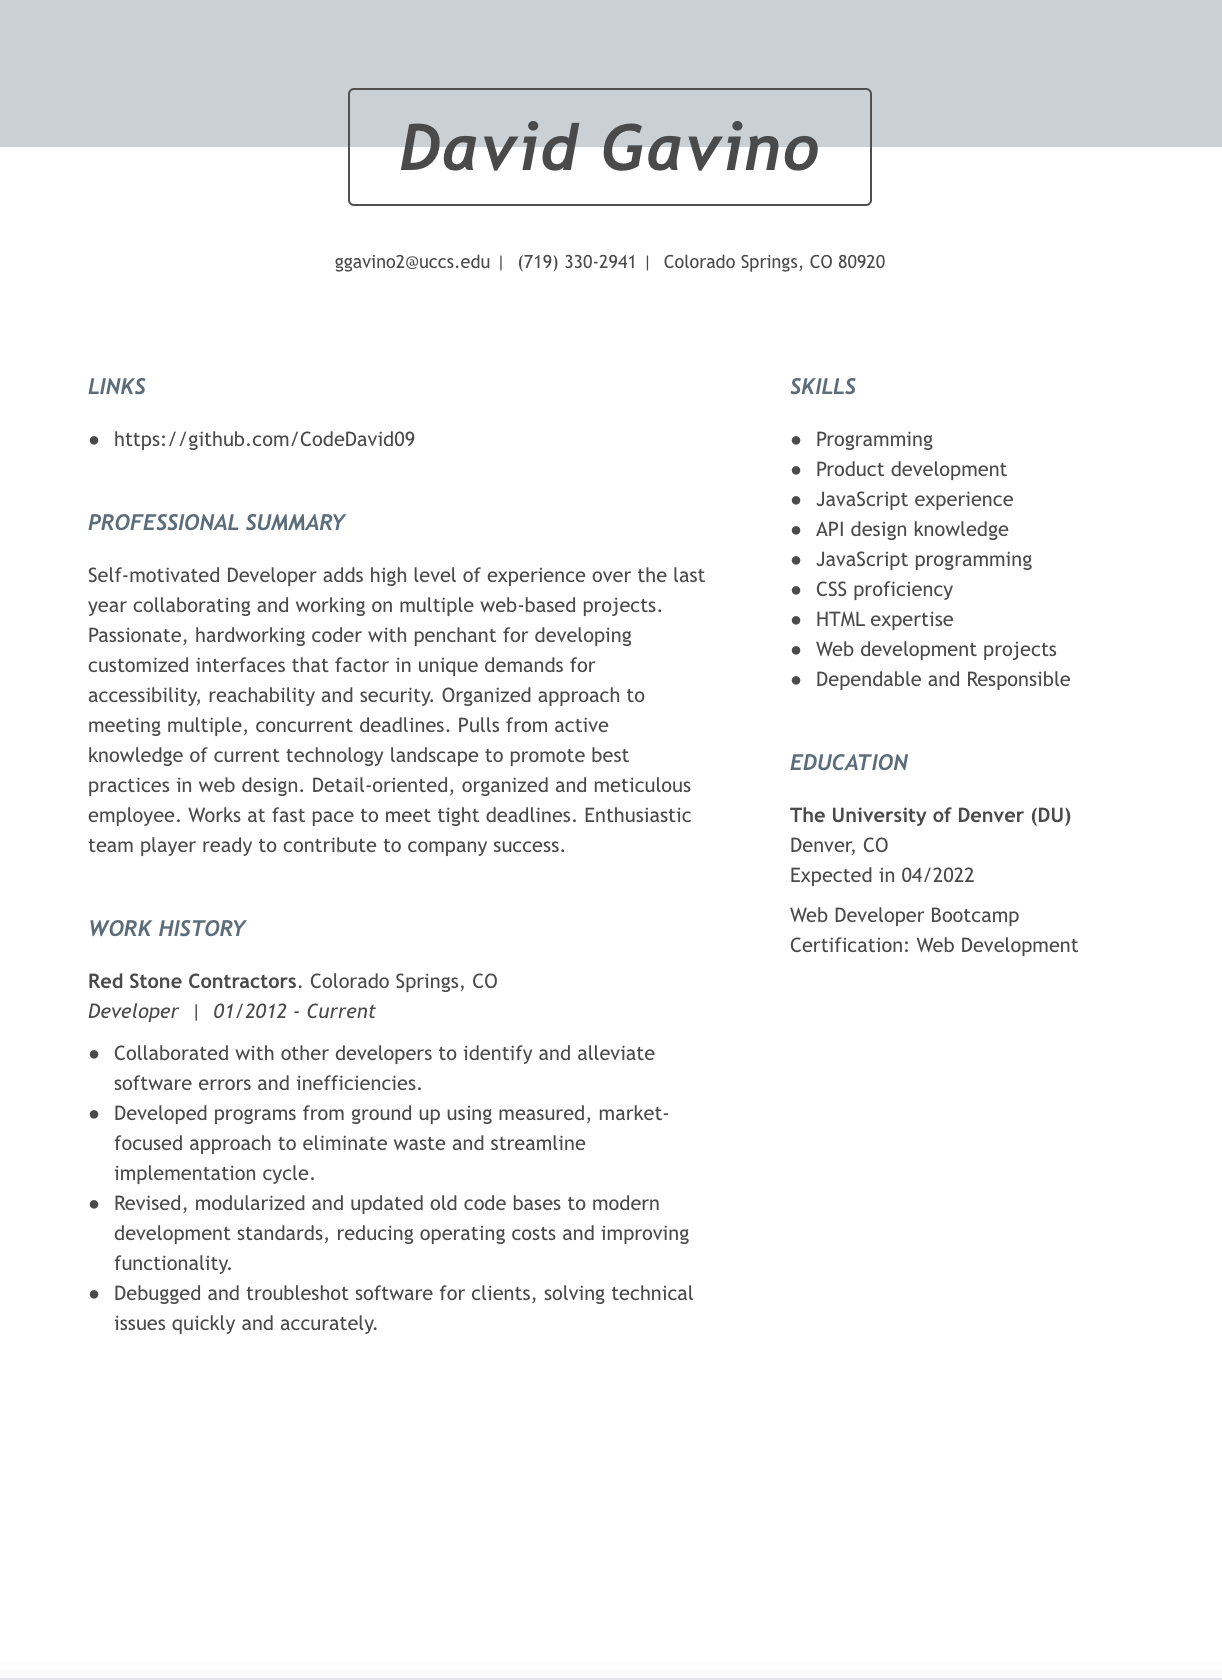 David Gavino
ggavino2@uccs.edu | (719) 330-2941 | Colorado Springs, CO 80920
LINKS
● https://github.com/CodeDavid09
PROFESSIONAL SUMMARY
Self-motivated Developer adds high level of experience over the last
year collaborating and working on multiple web-based projects.
Passionate, hardworking coder with penchant for developing
customized interfaces that factor in unique demands for
accessibility, reachability and security. Organized approach to
meeting multiple, concurrent deadlines. Pulls from active
knowledge of current technology landscape to promote best
practices in web design. Detail-oriented, organized and meticulous
employee. Works at fast pace to meet tight deadlines. Enthusiastic
team player ready to contribute to company success.
WORK HISTORY
Red Stone Contractors. Colorado Springs, CO
Developer | 01/2012 - Current
● Collaborated with other developers to identify and alleviate
software errors and inefficiencies.
● Developed programs from ground up using measured, market-
focused approach to eliminate waste and streamline
implementation cycle.
● Revised, modularized and updated old code bases to modern
development standards, reducing operating costs and improving
functionality.
● Debugged and troubleshot software for clients, solving technical
issues quickly and accurately.
SKILLS
● Programming
● Product development
● JavaScript experience
● API design knowledge
● JavaScript programming
● CSS proficiency
● HTML expertise
● Web development projects
● Dependable and Responsible
EDUCATION
The University of Denver (DU)
Denver, CO
Expected in 04/2022
Web Developer Bootcamp
Certification: Web Development